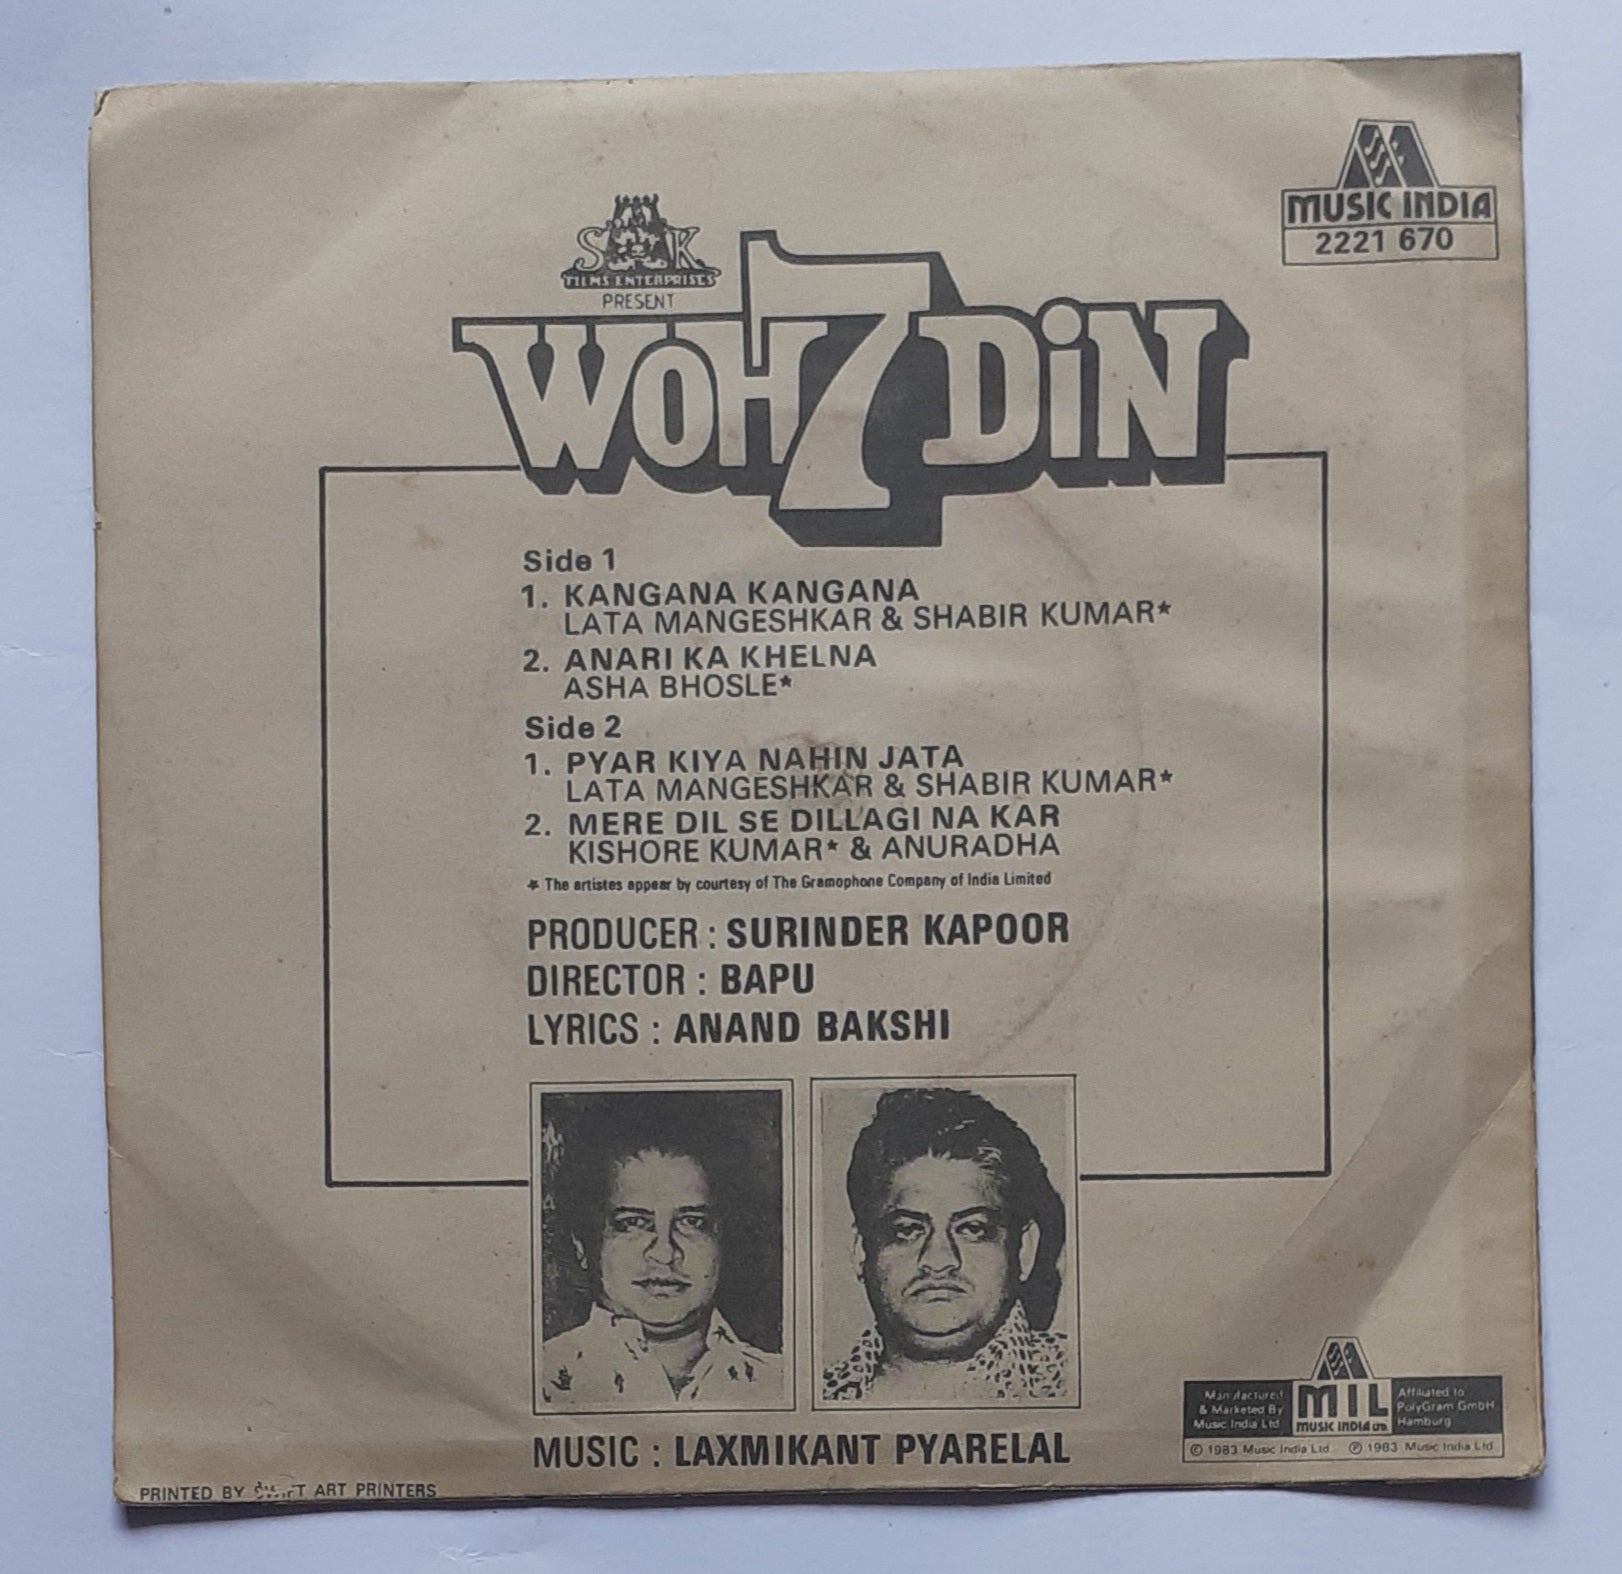 MUSIC INDIA
2221 670
S K
FILMS ENTERPRISES
PRESENT
WOH 7 DiN
Side 1
1. KANGANA KANGANA
LATA MANGESHKAR & SHABIR KUMAR*
2. ANARI KA KHELNA
ASHA BHOSLE*
Side 2
1. PYAR KIYA NAHIN JATA
LATA MANGESHKAR & SHABIR KUMAR*
2. MERE DIL SE DILLAGI NA KAR
KISHORE KUMAR* & ANURADHA
* The artistes appear by courtesy of The Gramophone Company of India Limited
PRODUCER : SURINDER KAPOOR
DIRECTOR : BAPU
LYRICS : ANAND BAKSHI
MUSIC : LAXMIKANT PYARELAL
Manufactured
& Marketed By
Music India Ltd
MIL
MUSIC INDIA LTD.
Affiliated to
PolyGram GmbH
Hamburg
© 1983 Music India Ltd. ℗ 1983 Music India Ltd.
PRINTED BY SWIFT ART PRINTERS